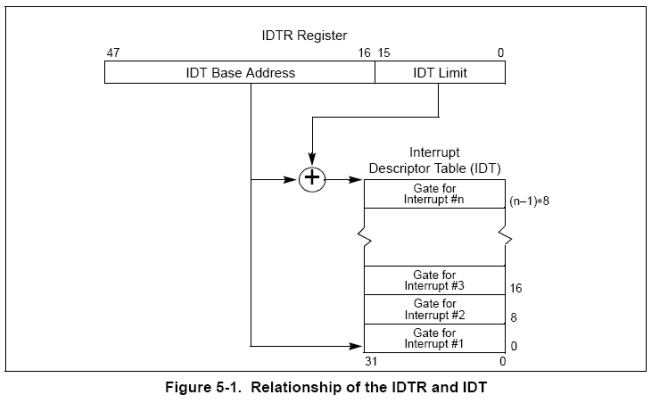 IDTR Register
47 16 15 0
IDT Base Address IDT Limit
+
Interrupt
Descriptor Table (IDT)
Gate for
Interrupt #n
(n–1)∗8
Gate for
Interrupt #3
16
Gate for
Interrupt #2
8
Gate for
Interrupt #1
0
31 0
Figure 5-1. Relationship of the IDTR and IDT